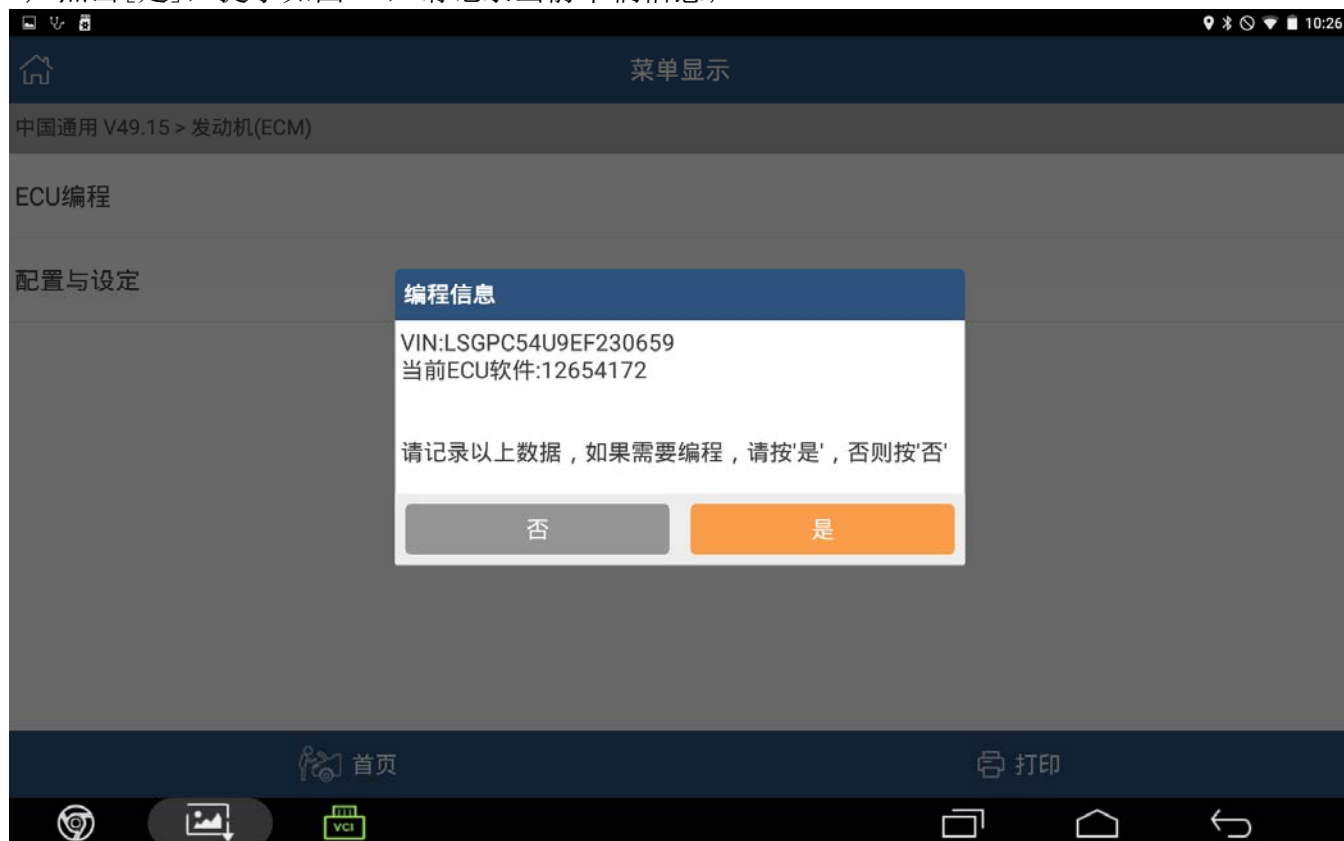 10:26
菜单显示
中国通用 V49.15 > 发动机(ECM)
ECU编程
配置与设定
编程信息
VIN:LSGPC54U9EF230659
当前ECU软件:12654172
请记录以上数据，如果需要编程，请按'是'，否则按'否'
否
是
首页
打印
VCI